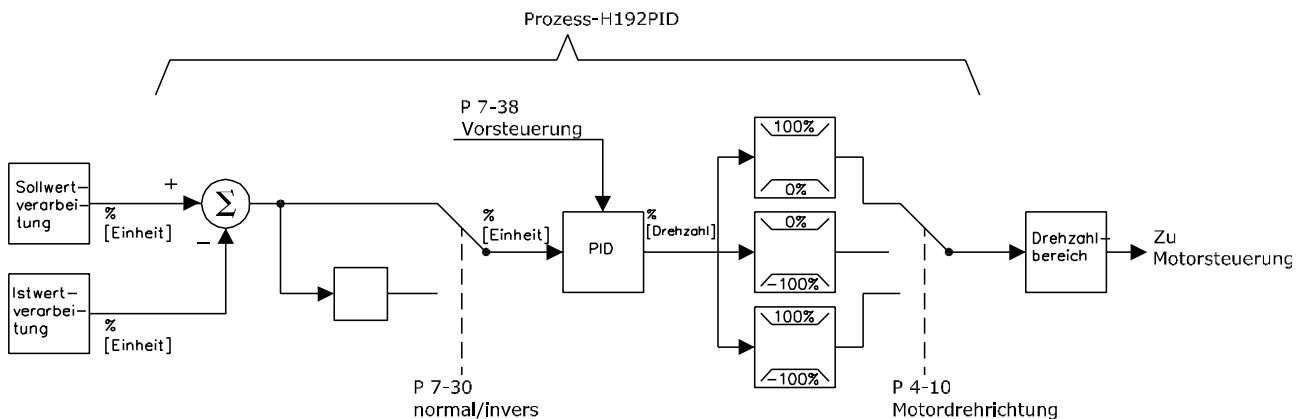 Prozess-H192PID
P 7-38
Vorsteuerung
100%
0%
Sollwert-
verarbei-
tung
+
Σ
%
[Einheit]
−
%
[Einheit]
PID
%
[Drehzahl]
0%
-100%
Drehzahl-
bereich
Zu
Motorsteuerung
Istwert-
verarbei-
tung
%
[Einheit]
100%
-100%
P 7-30
normal/invers
P 4-10
Motordrehrichtung